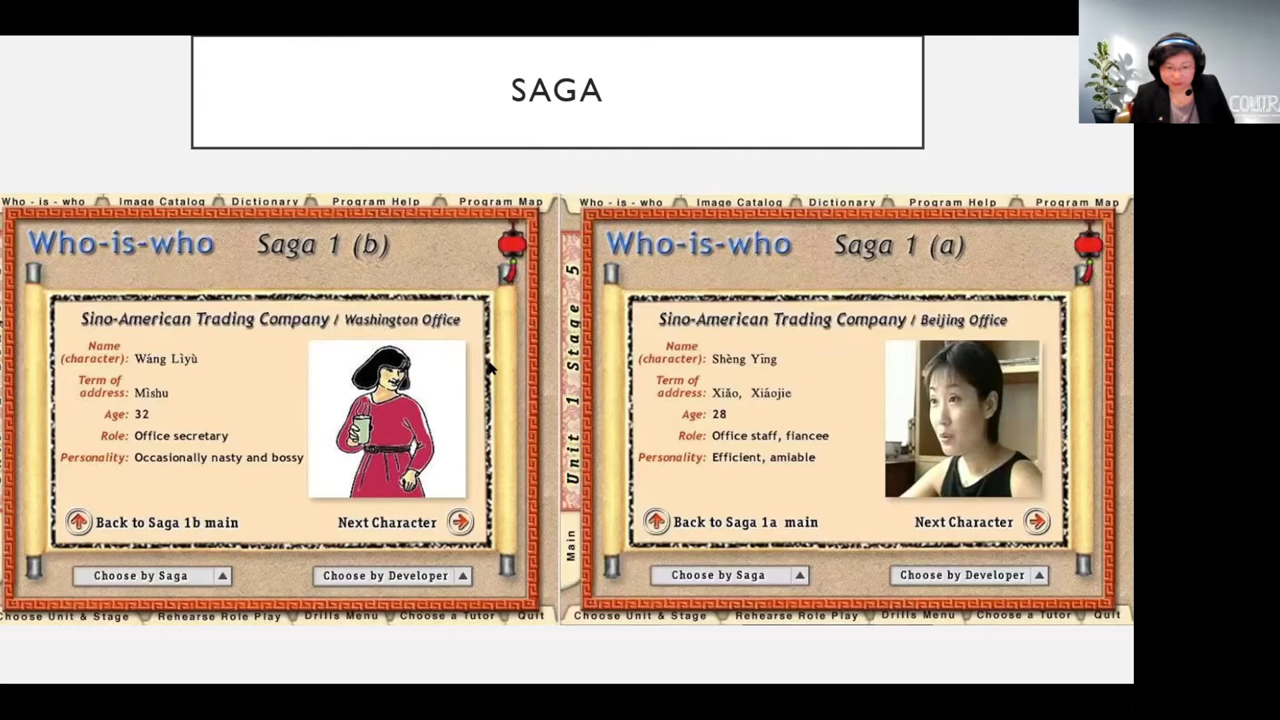 SAGA
Who - is - who Image Catalog Dictionary Program Help Program Map
Who-is-who Saga 1 (b)
Sino-American Trading Company / Washington Office
Name (character): Wáng Lìyù
Term of address: Mìshu
Age: 32
Role: Office secretary
Personality: Occasionally nasty and bossy
Back to Saga 1b main Next Character
Choose by Saga Choose by Developer
Choose Unit & Stage Rehearse Role Play Drills Menu Choose a Tutor Quit
Who - is - who Image Catalog Dictionary Program Help Program Map
Who-is-who Saga 1 (a)
Unit 1 Stage 5
Main
Sino-American Trading Company / Beijing Office
Name (character): Shèng Yīng
Term of address: Xiǎo, Xiáojie
Age: 28
Role: Office staff, fiancee
Personality: Efficient, amiable
Back to Saga 1a main Next Character
Choose by Saga Choose by Developer
Choose Unit & Stage Rehearse Role Play Drills Menu Choose a Tutor Quit